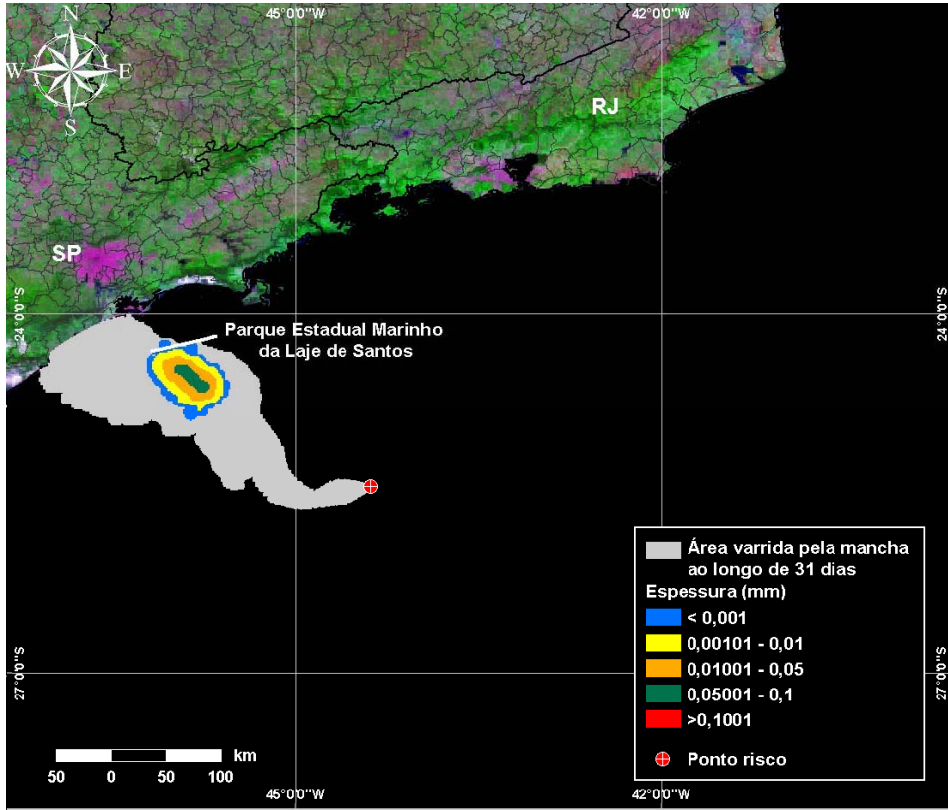 45°0'0"W
42°0'0"W
N
W
E
S
RJ
SP
24°0'0"S
24°0'0"S
Parque Estadual Marinho
da Laje de Santos
Área varrida pela mancha
ao longo de 31 dias
Espessura (mm)
< 0,001
0,00101 - 0,01
0,01001 - 0,05
0,05001 - 0,1
>0,1001
Ponto risco
27°0'0"S
27°0'0"S
km
50 0 50 100
45°0'0"W
42°0'0"W